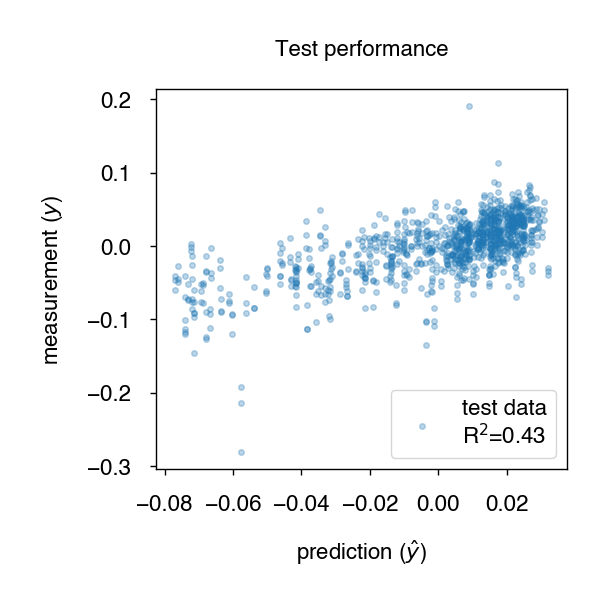 Test performance
measurement (y)
0.2
0.1
0.0
−0.1
−0.2
−0.3
test data
R²=0.43
−0.08 −0.06 −0.04 −0.02 0.00 0.02
prediction (ŷ)